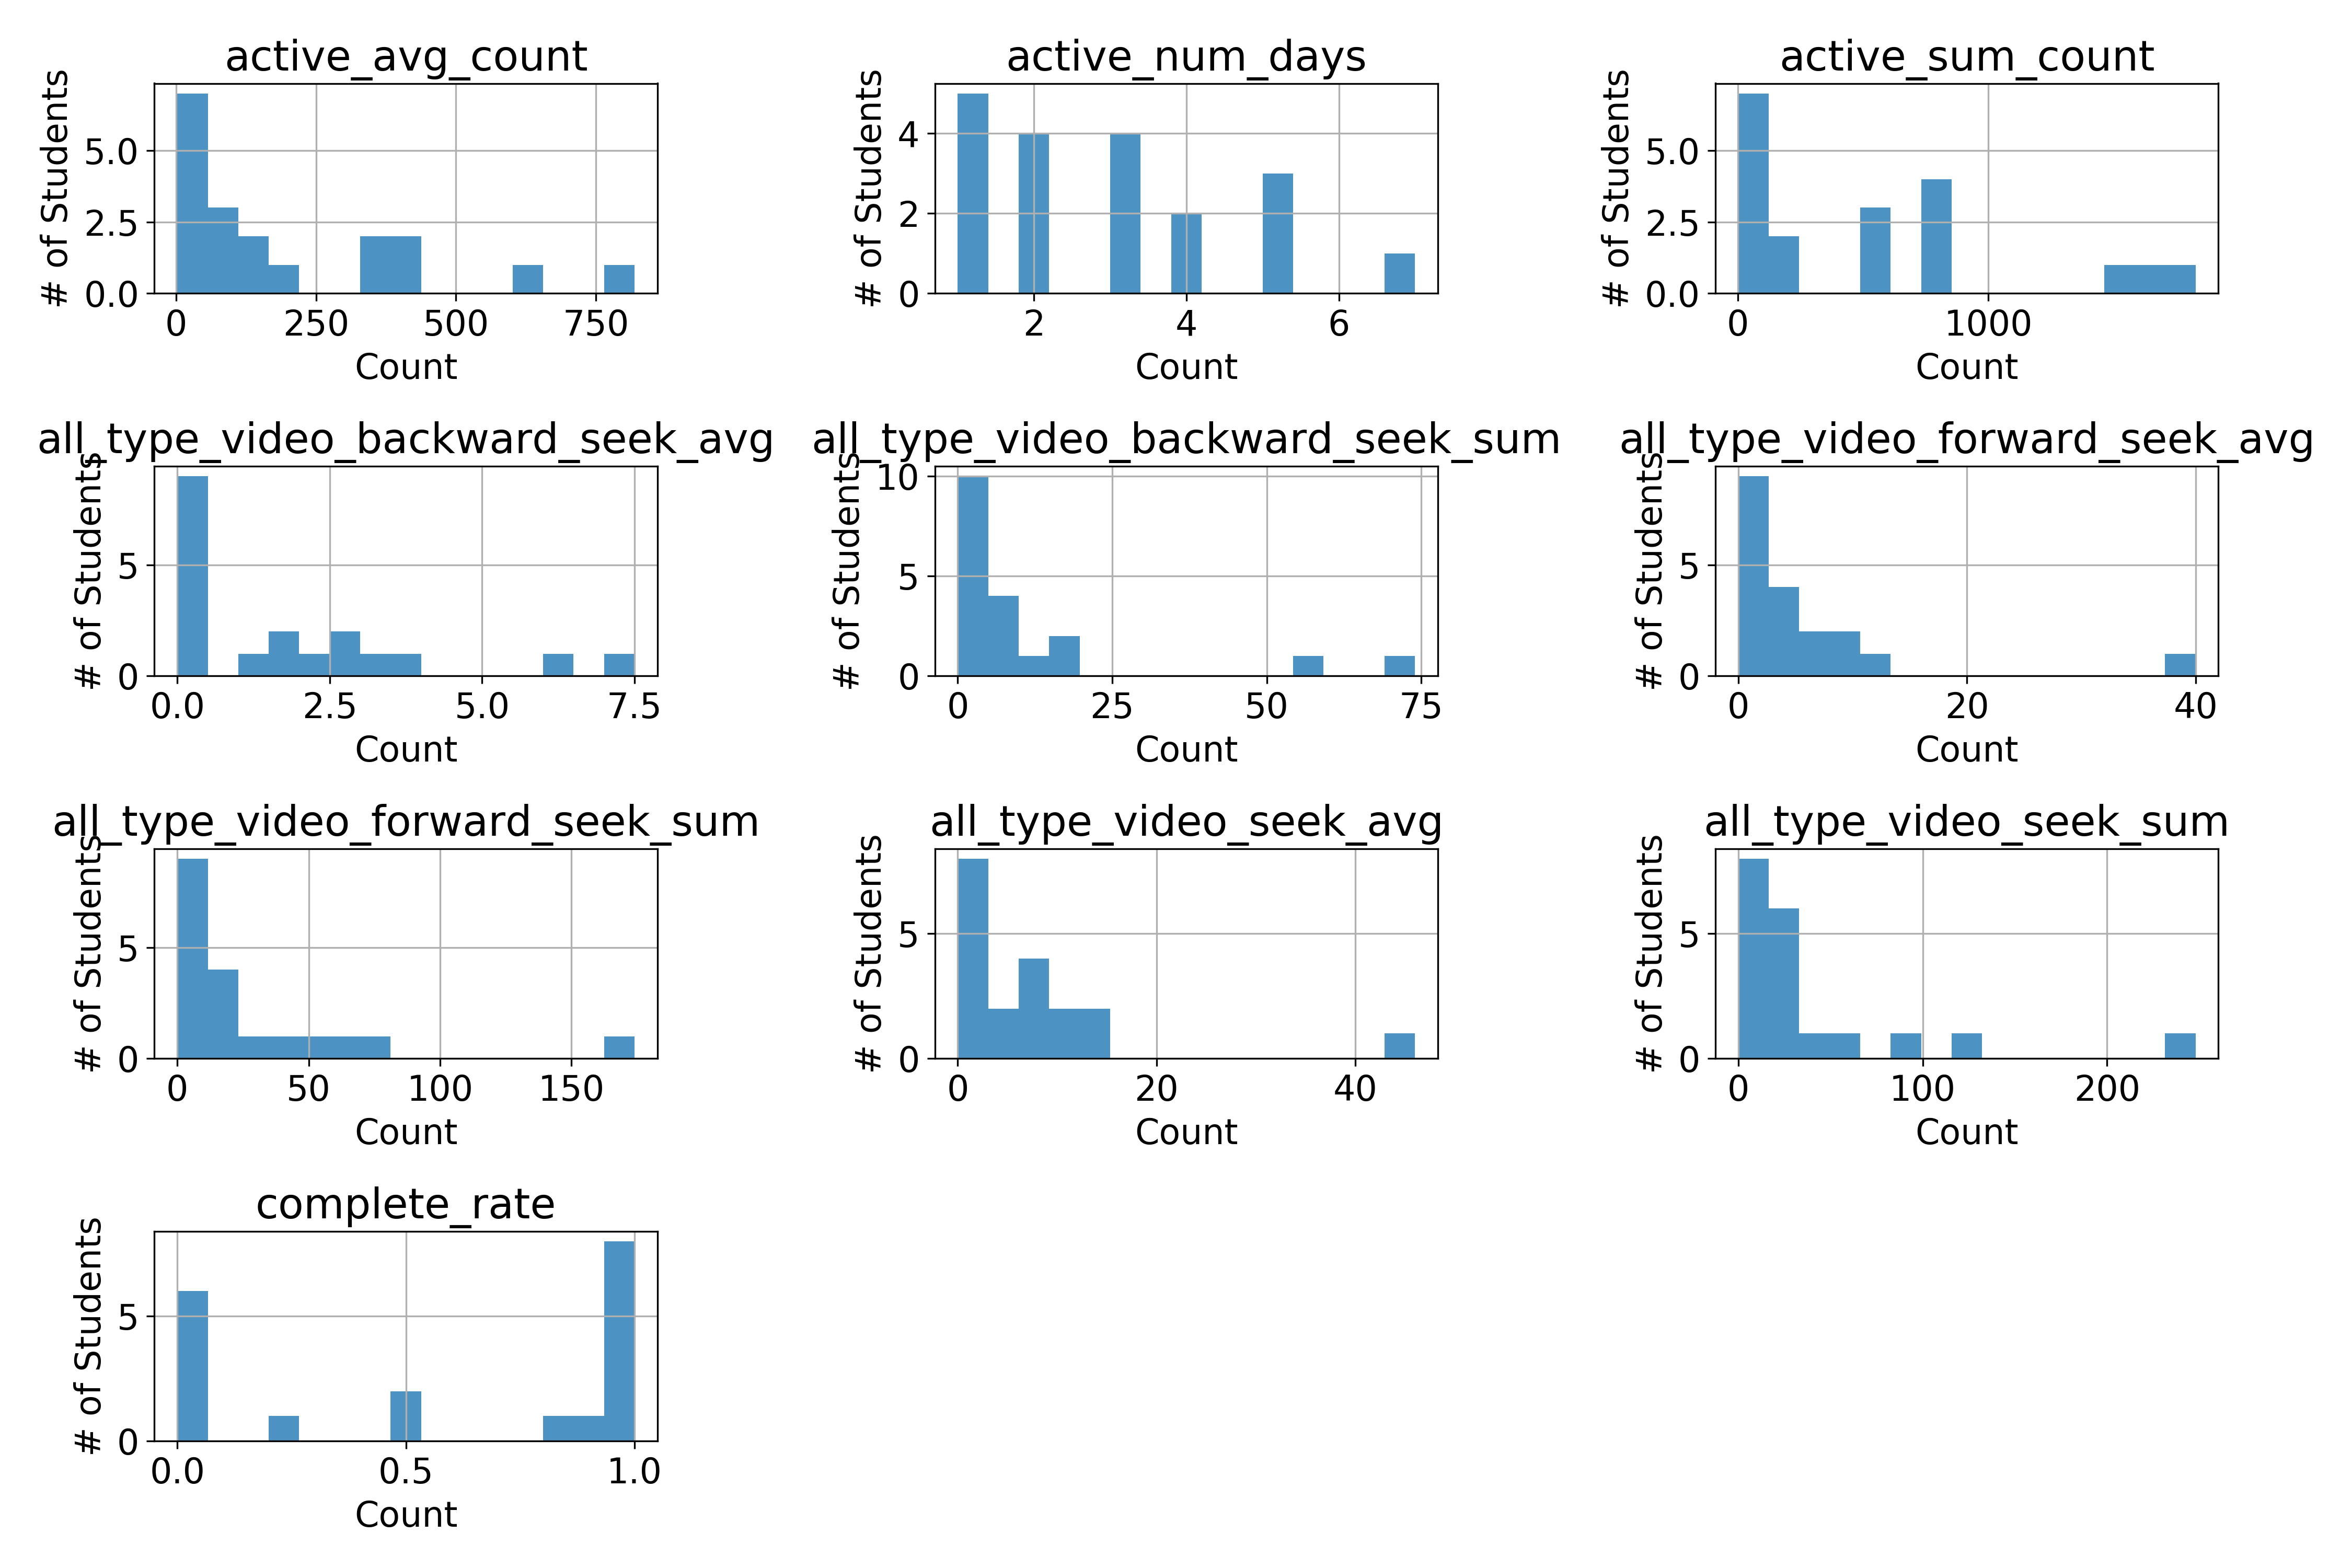 active_avg_count
# of Students
5.0
2.5
0.0
0 250 500 750
Count
active_num_days
# of Students
4
2
0
2 4 6
Count
active_sum_count
# of Students
5.0
2.5
0.0
0 1000
Count
all_type_video_backward_seek_avg
# of Students
5
0
0.0 2.5 5.0 7.5
Count
all_type_video_backward_seek_sum
# of Students
10
5
0
0 25 50 75
Count
all_type_video_forward_seek_avg
# of Students
5
0
0 20 40
Count
all_type_video_forward_seek_sum
# of Students
5
0
0 50 100 150
Count
all_type_video_seek_avg
# of Students
5
0
0 20 40
Count
all_type_video_seek_sum
# of Students
5
0
0 100 200
Count
complete_rate
# of Students
5
0
0.0 0.5 1.0
Count